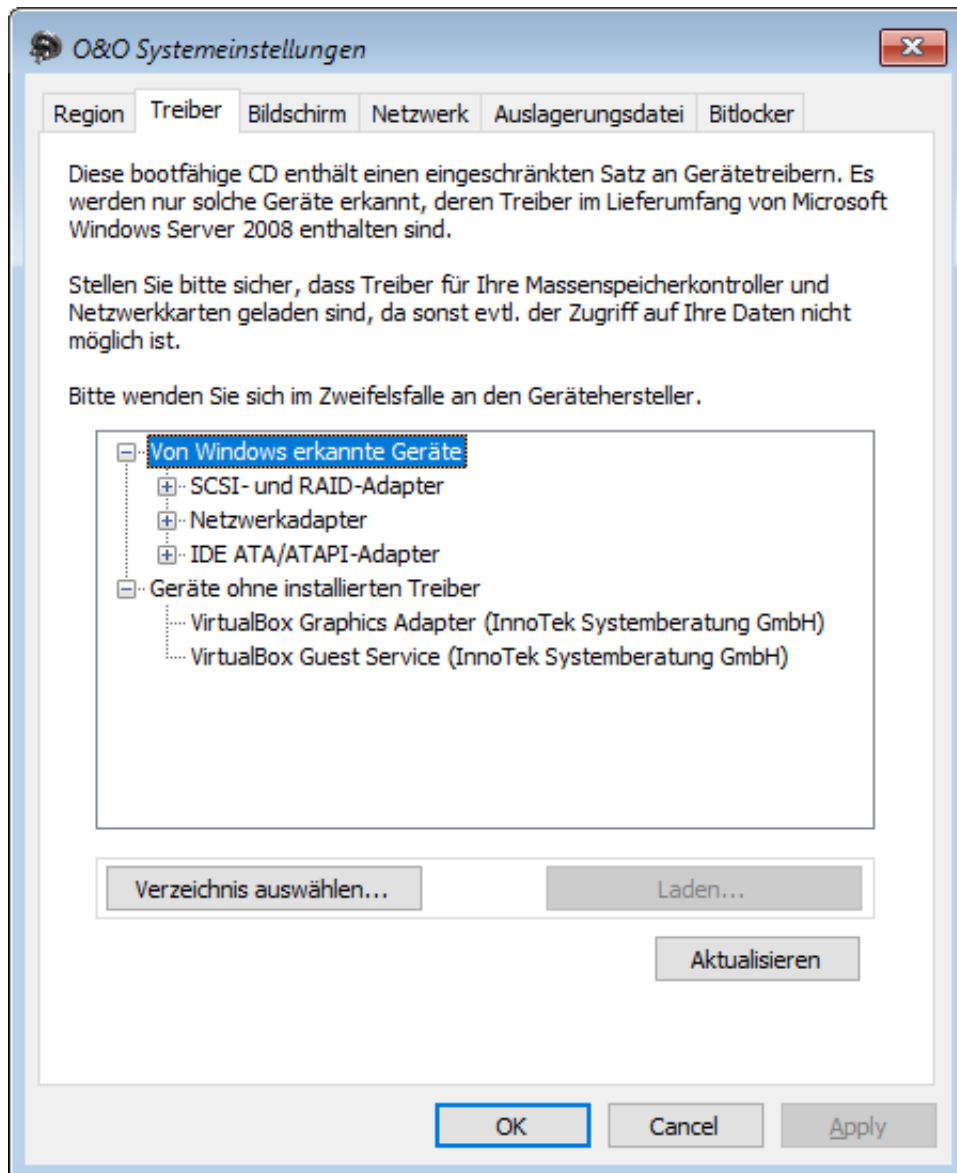 O&O Systemeinstellungen
Region Treiber Bildschirm Netzwerk Auslagerungsdatei Bitlocker
Diese bootfähige CD enthält einen eingeschränkten Satz an Gerätetreibern. Es
werden nur solche Geräte erkannt, deren Treiber im Lieferumfang von Microsoft
Windows Server 2008 enthalten sind.
Stellen Sie bitte sicher, dass Treiber für Ihre Massenspeicherkontroller und
Netzwerkkarten geladen sind, da sonst evtl. der Zugriff auf Ihre Daten nicht
möglich ist.
Bitte wenden Sie sich im Zweifelsfalle an den Gerätehersteller.
Von Windows erkannte Geräte
SCSI- und RAID-Adapter
Netzwerkadapter
IDE ATA/ATAPI-Adapter
Geräte ohne installierten Treiber
VirtualBox Graphics Adapter (InnoTek Systemberatung GmbH)
VirtualBox Guest Service (InnoTek Systemberatung GmbH)
Verzeichnis auswählen... Laden...
Aktualisieren
OK Cancel Apply